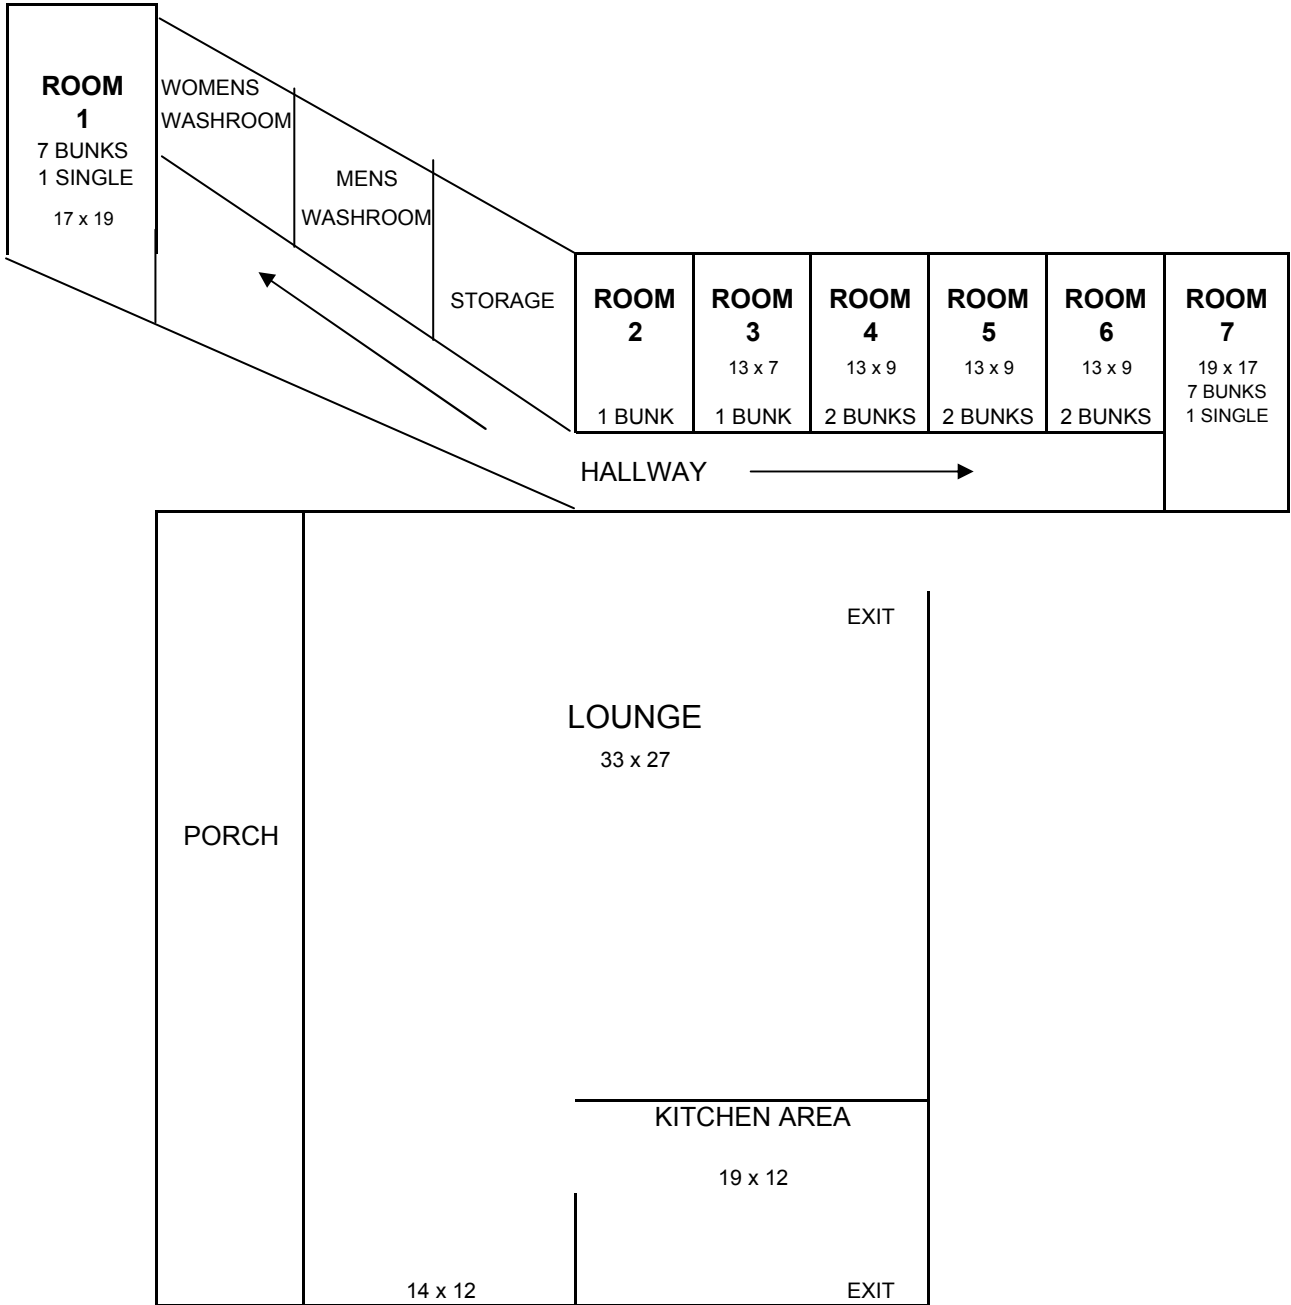 ROOM
1
7 BUNKS
1 SINGLE
17 x 19
WOMENS
WASHROOM
MENS
WASHROOM
STORAGE
ROOM
2
1 BUNK
ROOM
3
13 x 7
1 BUNK
ROOM
4
13 x 9
2 BUNKS
ROOM
5
13 x 9
2 BUNKS
ROOM
6
13 x 9
2 BUNKS
ROOM
7
19 x 17
7 BUNKS
1 SINGLE
HALLWAY
EXIT
LOUNGE
33 x 27
PORCH
KITCHEN AREA
19 x 12
14 x 12
EXIT